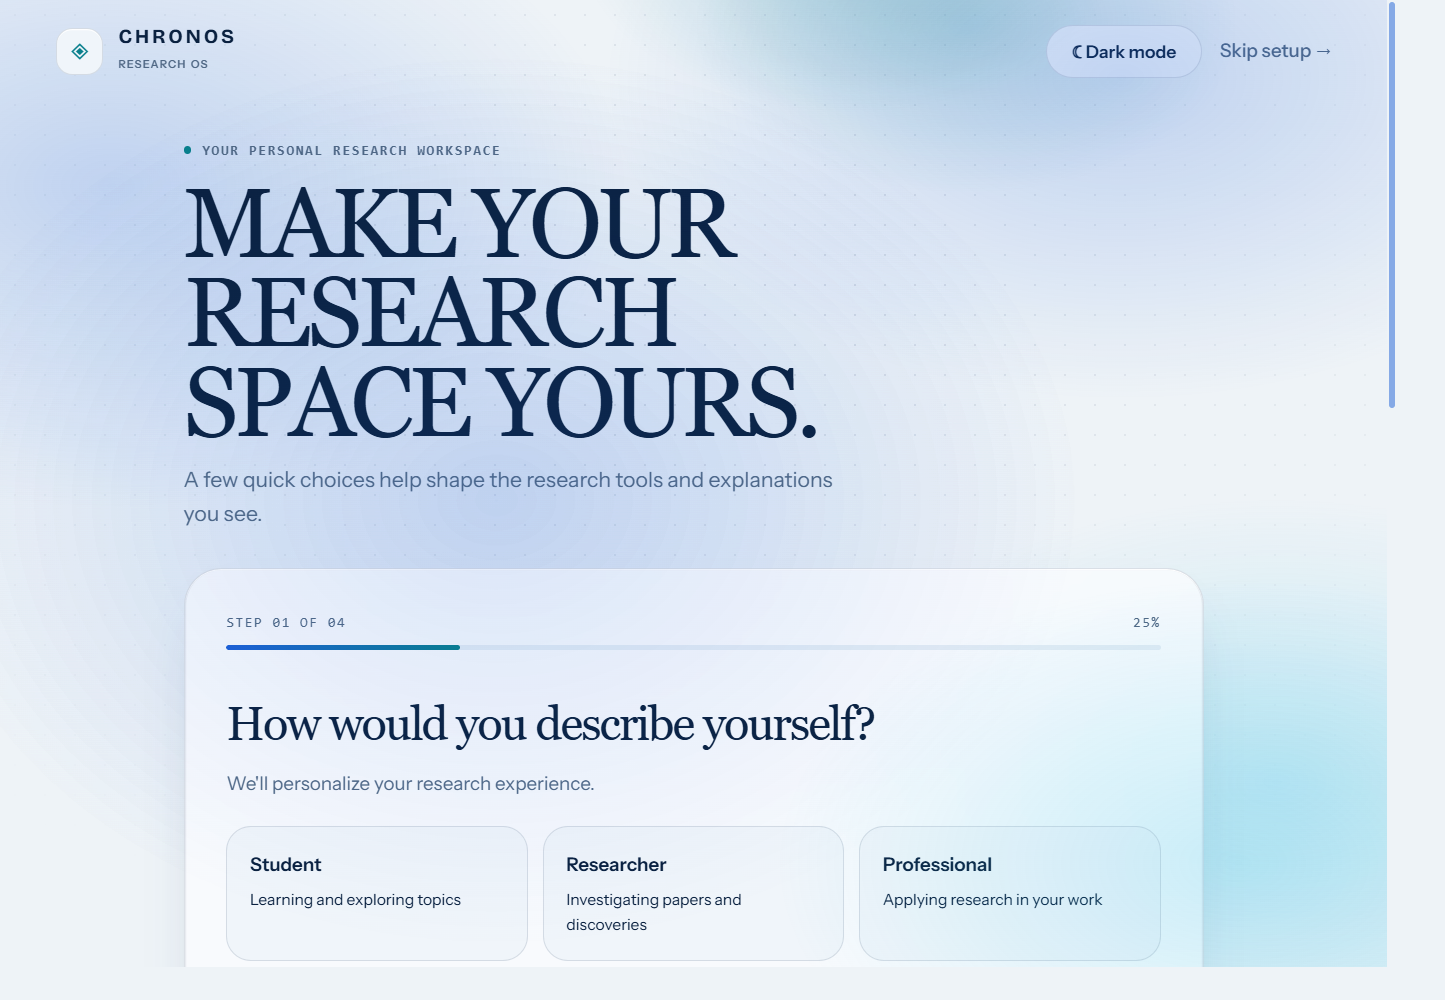 CHRONOS
RESEARCH OS
☾ Dark mode
Skip setup →
YOUR PERSONAL RESEARCH WORKSPACE
MAKE YOUR
RESEARCH
SPACE YOURS.
A few quick choices help shape the research tools and explanations
you see.
STEP 01 OF 04
25%
How would you describe yourself?
We'll personalize your research experience.
Student
Learning and exploring topics
Researcher
Investigating papers and
discoveries
Professional
Applying research in your work